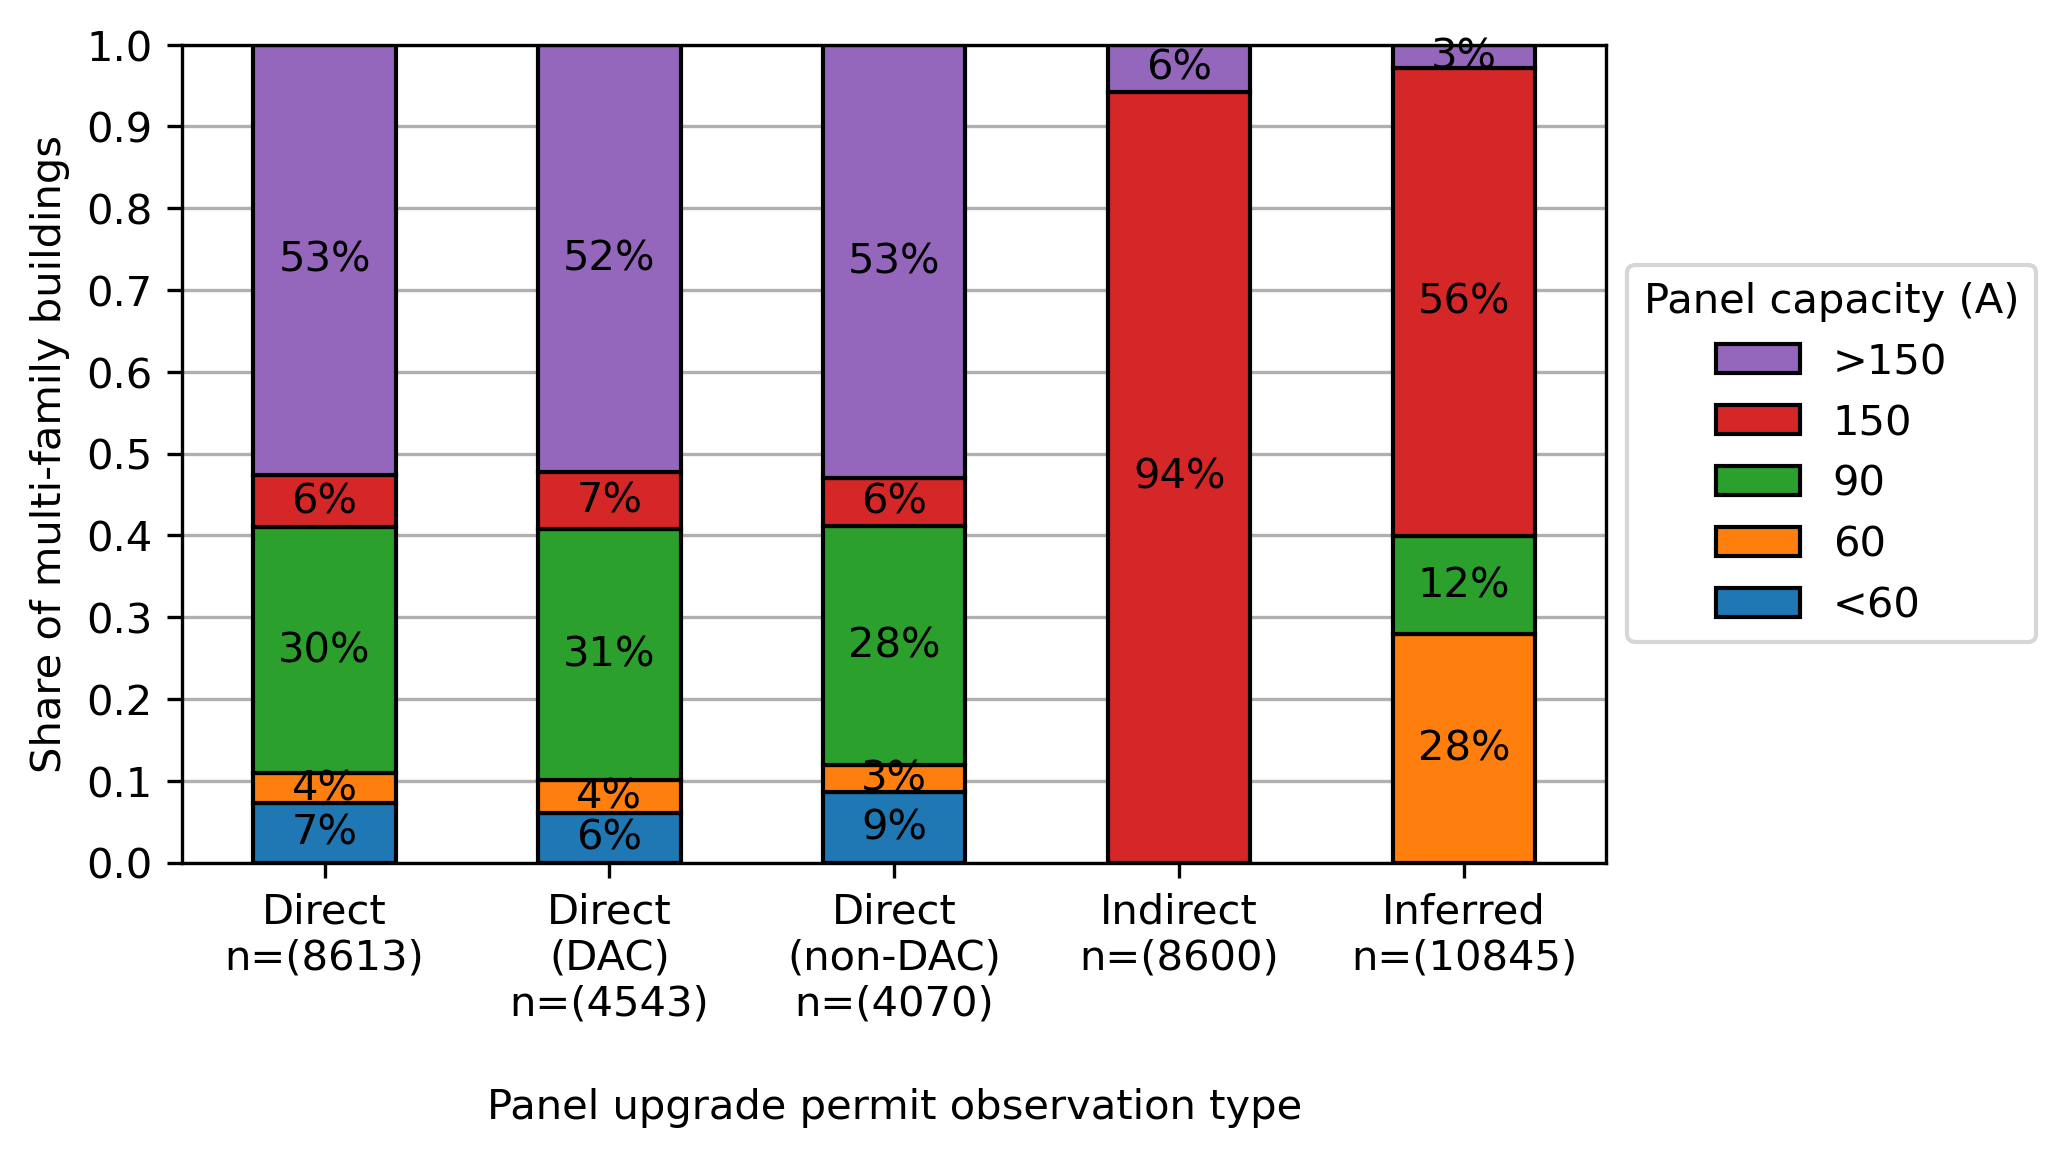 Share of multi-family buildings
1.0
0.9
0.8
0.7
0.6
0.5
0.4
0.3
0.2
0.1
0.0
53%
6%
30%
4%
7%
52%
7%
31%
4%
6%
53%
6%
28%
3%
9%
6%
94%
3%
56%
12%
28%
Direct
n=(8613)
Direct
(DAC)
n=(4543)
Direct
(non-DAC)
n=(4070)
Indirect
n=(8600)
Inferred
n=(10845)
Panel upgrade permit observation type
Panel capacity (A)
>150
150
90
60
<60